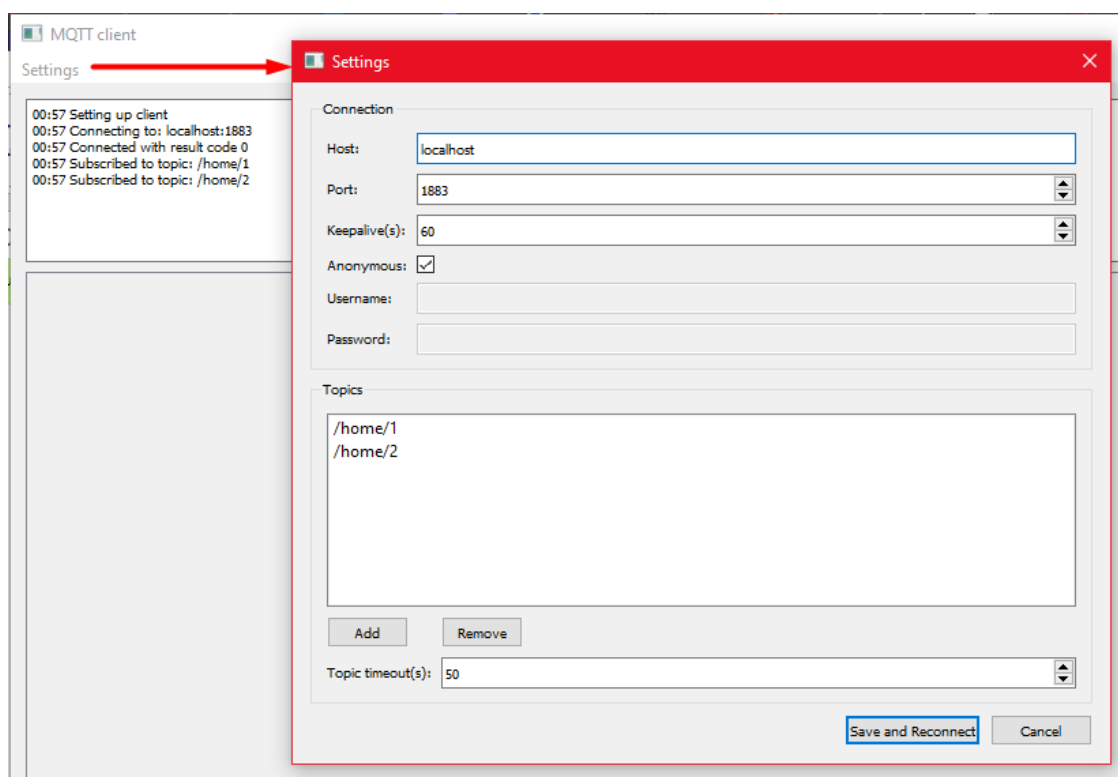 MQTT client
Settings
00:57 Setting up client
00:57 Connecting to: localhost:1883
00:57 Connected with result code 0
00:57 Subscribed to topic: /home/1
00:57 Subscribed to topic: /home/2
Settings
Connection
Host: localhost
Port: 1883
Keepalive(s): 60
Anonymous:
Username:
Password:
Topics
/home/1
/home/2
Add Remove
Topic timeout(s): 50
Save and Reconnect Cancel